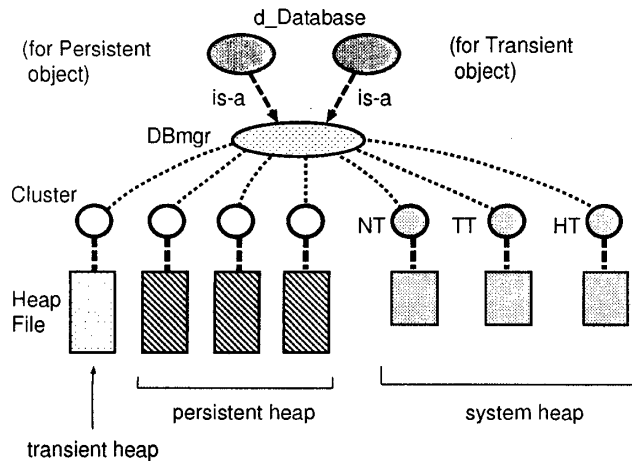 d_Database
(for Persistent
object)
(for Transient
object)
is-a
is-a
DBmgr
Cluster
NT
TT
HT
Heap
File
persistent heap
system heap
transient heap